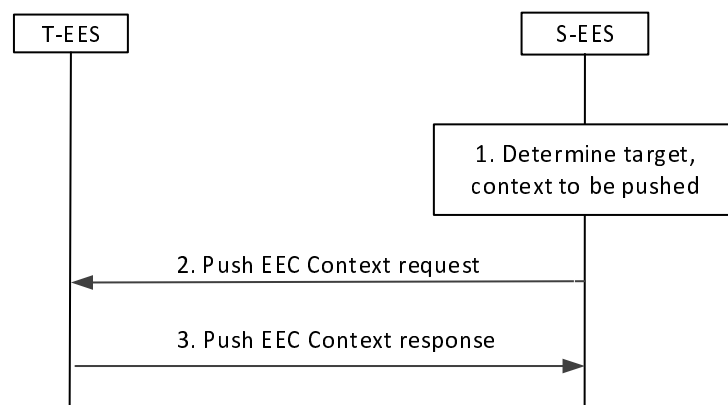 T-EES
S-EES
1. Determine target,
context to be pushed
2. Push EEC Context request
3. Push EEC Context response